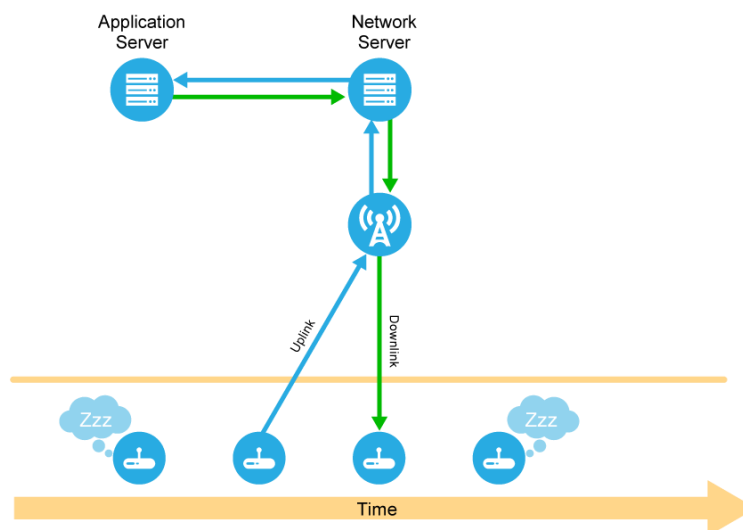 Application
Server
Network
Server
Uplink
Downlink
Zzz
Zzz
Time